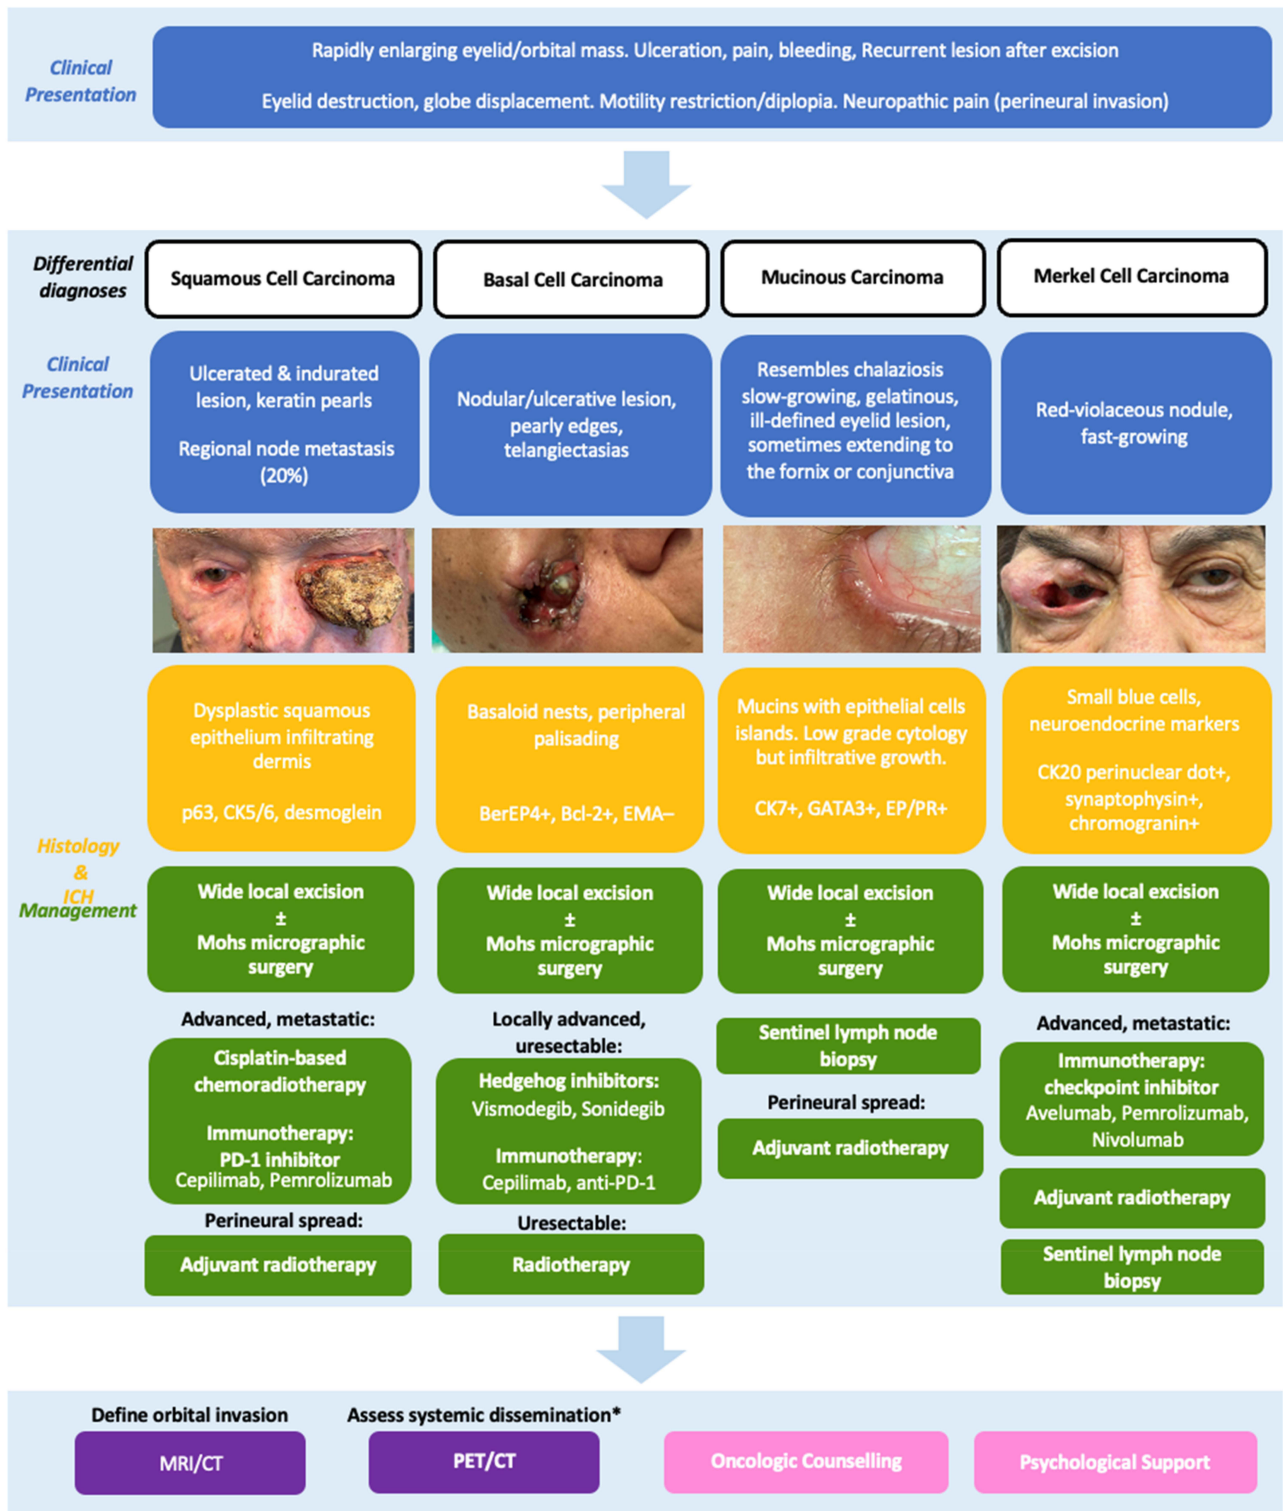 Clinical
Presentation
Rapidly enlarging eyelid/orbital mass. Ulceration, pain, bleeding, Recurrent lesion after excision
Eyelid destruction, globe displacement. Motility restriction/diplopia. Neuropathic pain (perineural invasion)
Differential
diagnoses
Squamous Cell Carcinoma
Basal Cell Carcinoma
Mucinous Carcinoma
Merkel Cell Carcinoma
Clinical
Presentation
Ulcerated & indurated
lesion, keratin pearls
Regional node metastasis
(20%)
Nodular/ulcerative lesion,
pearly edges,
telangiectasias
Resembles chalaziosis
slow-growing, gelatinous,
ill-defined eyelid lesion,
sometimes extending to
the fornix or conjunctiva
Red-violaceous nodule,
fast-growing
Histology
&
ICH
Dysplastic squamous
epithelium infiltrating
dermis
p63, CK5/6, desmoglein
Basaloid nests, peripheral
palisading
BerEP4+, Bcl-2+, EMA–
Mucins with epithelial cells
islands. Low grade cytology
but infiltrative growth.
CK7+, GATA3+, EP/PR+
Small blue cells,
neuroendocrine markers
CK20 perinuclear dot+,
synaptophysin+,
chromogranin+
Management
Wide local excision
±
Mohs micrographic
surgery
Wide local excision
±
Mohs micrographic
surgery
Wide local excision
±
Mohs micrographic
surgery
Wide local excision
±
Mohs micrographic
surgery
Advanced, metastatic:
Cisplatin-based
chemoradiotherapy
Immunotherapy:
PD-1 inhibitor
Cepilimab, Pemrolizumab
Perineural spread:
Adjuvant radiotherapy
Locally advanced,
uresectable:
Hedgehog inhibitors:
Vismodegib, Sonidegib
Immunotherapy:
Cepilimab, anti-PD-1
Uresectable:
Radiotherapy
Sentinel lymph node
biopsy
Perineural spread:
Adjuvant radiotherapy
Advanced, metastatic:
Immunotherapy:
checkpoint inhibitor
Avelumab, Pemrolizumab,
Nivolumab
Adjuvant radiotherapy
Sentinel lymph node
biopsy
Define orbital invasion
MRI/CT
Assess systemic dissemination*
PET/CT
Oncologic Counselling
Psychological Support